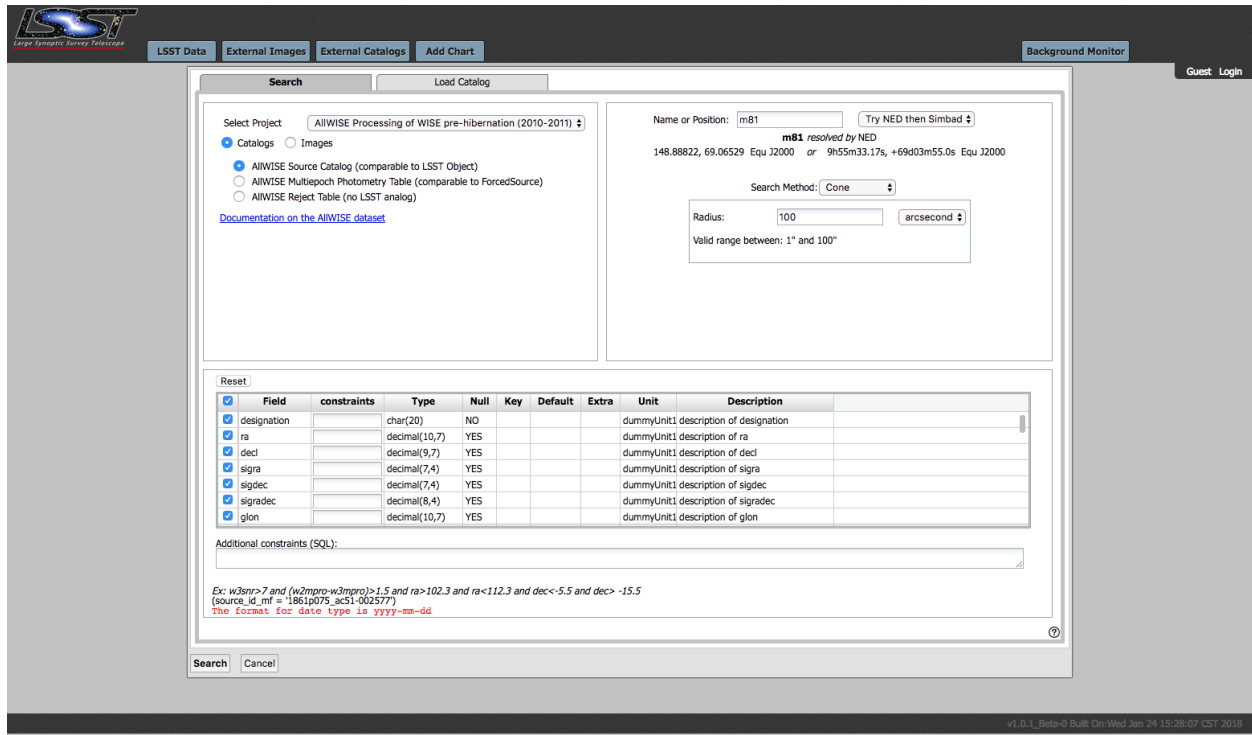 LSST
Large Synoptic Survey Telescope
LSST Data External Images External Catalogs Add Chart Background Monitor
Guest Login
Search Load Catalog
Select Project AllWISE Processing of WISE pre-hibernation (2010-2011)
Catalogs Images
AllWISE Source Catalog (comparable to LSST Object)
AllWISE Multiepoch Photometry Table (comparable to ForcedSource)
AllWISE Reject Table (no LSST analog)
Documentation on the AllWISE dataset
Name or Position: m81 Try NED then Simbad
m81 resolved by NED
148.88822, 69.06529 Equ J2000 or 9h55m33.17s, +69d03m55.0s Equ J2000
Search Method: Cone
Radius: 100 arcsecond
Valid range between: 1" and 100"
Reset
Field constraints Type Null Key Default Extra Unit Description
designation char(20) NO dummyUnit1 description of designation
ra decimal(10,7) YES dummyUnit1 description of ra
decl decimal(9,7) YES dummyUnit1 description of decl
sigra decimal(7,4) YES dummyUnit1 description of sigra
sigdec decimal(7,4) YES dummyUnit1 description of sigdec
sigradec decimal(8,4) YES dummyUnit1 description of sigradec
glon decimal(10,7) YES dummyUnit1 description of glon
Additional constraints (SQL):
Ex: w3snr>7 and (w2mpro-w3mpro)>1.5 and ra>102.3 and ra<112.3 and dec<-5.5 and dec> -15.5
(source_id_mf = '1861p075_ac51-002577')
The format for date type is yyyy-mm-dd
?
Search Cancel
v1.0.1_Beta-0 Built On:Wed Jan 24 15:28:07 CST 2018